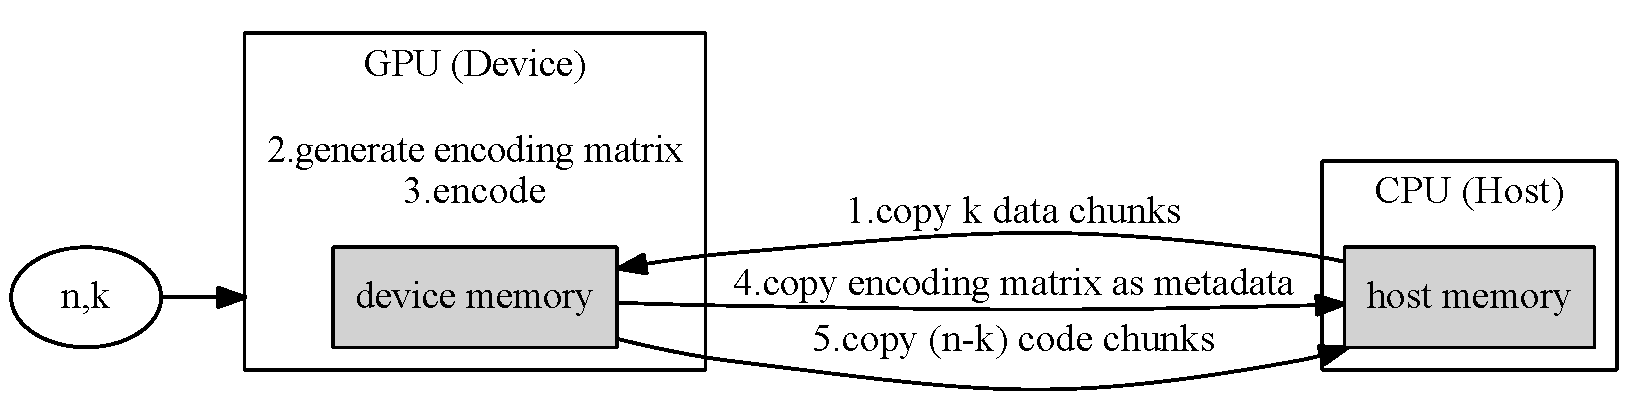 GPU (Device)
2.generate encoding matrix
3.encode
CPU (Host)
1.copy k data chunks
n,k
device memory
4.copy encoding matrix as metadata
host memory
5.copy (n-k) code chunks